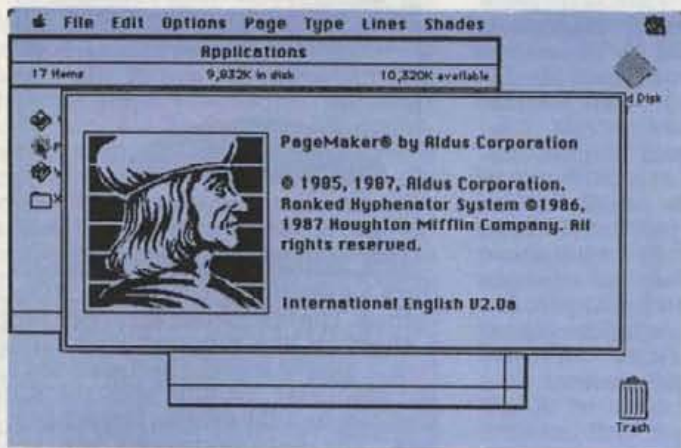 File Edit Options Page Type Lines Shades
Applications
17 items 9,832K in disk 10,320K available
d Disk
PageMaker® by Aldus Corporation
© 1985, 1987, Aldus Corporation.
Ranked Hyphenator System ©1986,
1987 Houghton Mifflin Company. All
rights reserved.
International English V2.0a
Trash